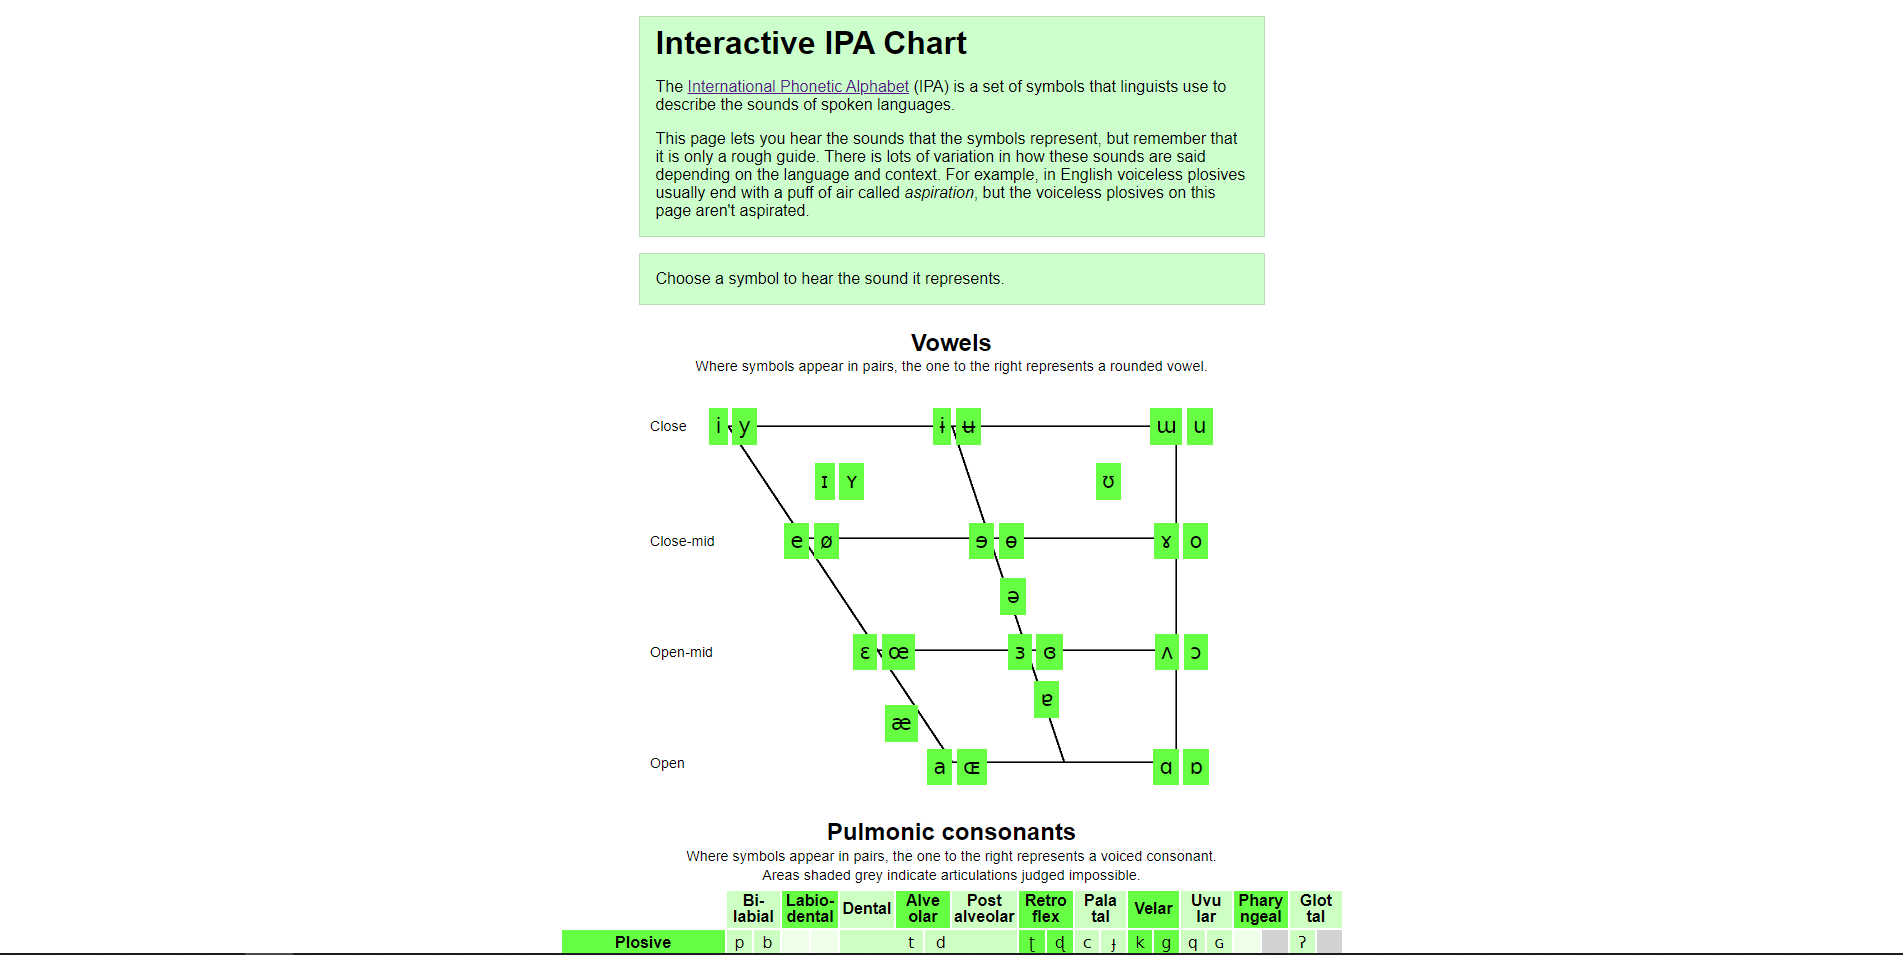 Interactive IPA Chart
The International Phonetic Alphabet (IPA) is a set of symbols that linguists use to
describe the sounds of spoken languages.
This page lets you hear the sounds that the symbols represent, but remember that
it is only a rough guide. There is lots of variation in how these sounds are said
depending on the language and context. For example, in English voiceless plosives
usually end with a puff of air called aspiration, but the voiceless plosives on this
page aren't aspirated.
Choose a symbol to hear the sound it represents.
Vowels
Where symbols appear in pairs, the one to the right represents a rounded vowel.
Close i y ɨ ʉ ɯ u
ɪ ʏ ʊ
Close-mid e ø ɘ ɵ ɤ o
ə
Open-mid ɛ œ ɜ ɞ ʌ ɔ
ɐ
æ
Open a ɶ ɑ ɒ
Pulmonic consonants
Where symbols appear in pairs, the one to the right represents a voiced consonant.
Areas shaded grey indicate articulations judged impossible.
Bi- Labio- Dental Alve Post Retro Pala Velar Uvu Phary Glot
labial dental olar alveolar flex tal lar ngeal tal
Plosive p b t d ʈ ɖ c ɟ k ɡ q ɢ ʔ